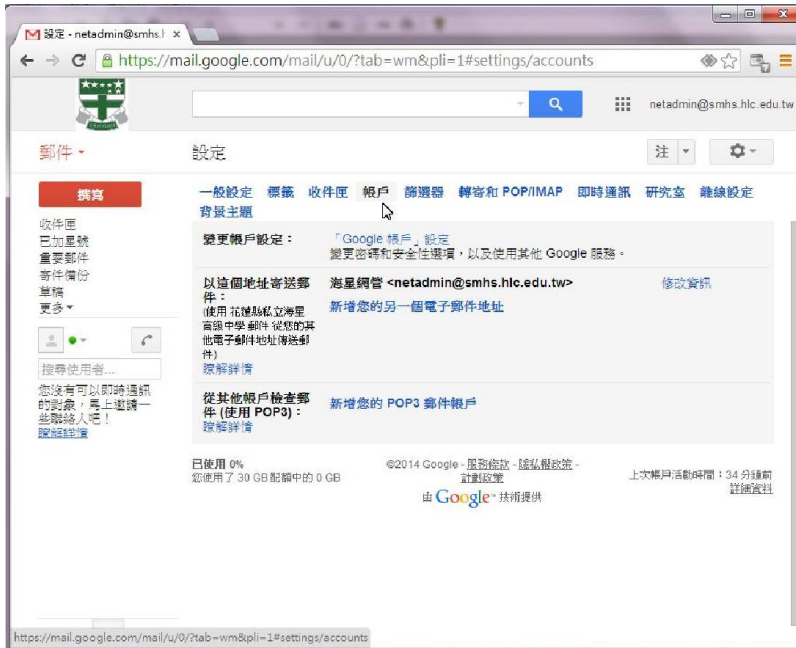 設定 - netadmin@smhs.h
https://mail.google.com/mail/u/0/?tab=wm&pli=1#settings/accounts
netadmin@smhs.hlc.edu.tw
郵件
設定
注
撰寫
一般設定 標籤 收件匣 帳戶 篩選器 轉寄和 POP/IMAP 即時通訊 研究室 離線設定
背景主題
收件匣
已加星號
重要郵件
寄件備份
草稿
更多
搜尋使用者...
您沒有可以即時通訊
的對象，馬上邀請一
些聯絡人吧！
瞭解詳情
變更帳戶設定：
「Google 帳戶」設定
變更密碼和安全性選項，以及使用其他 Google 服務。
以這個地址寄送郵
件：
(使用 花蓮縣私立海星
高級中學 郵件 從您的其
他電子郵件地址傳送郵
件)
瞭解詳情
海星網管 <netadmin@smhs.hlc.edu.tw>
修改資訊
新增您的另一個電子郵件地址
從其他帳戶檢查郵
件 (使用 POP3)：
瞭解詳情
新增您的 POP3 郵件帳戶
已使用 0%
您使用了 30 GB 配額中的 0 GB
©2014 Google - 服務條款 - 隱私權政策 -
計劃政策
由 Google™ 技術提供
上次帳戶活動時間：34 分鐘前
詳細資料
https://mail.google.com/mail/u/0/?tab=wm&pli=1#settings/accounts